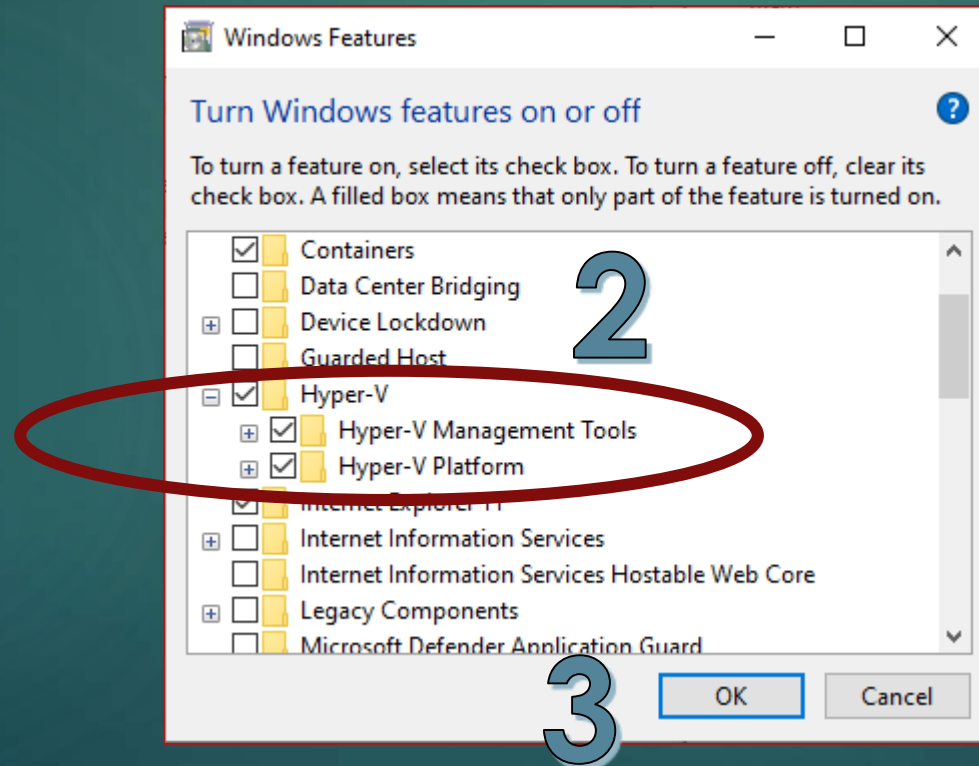 Windows Features
Turn Windows features on or off
?
To turn a feature on, select its check box. To turn a feature off, clear its
check box. A filled box means that only part of the feature is turned on.
Containers
2
Data Center Bridging
Device Lockdown
Guarded Host
Hyper-V
Hyper-V Management Tools
Hyper-V Platform
Internet Explorer 11
Internet Information Services
Internet Information Services Hostable Web Core
Legacy Components
Microsoft Defender Application Guard
3
OK Cancel